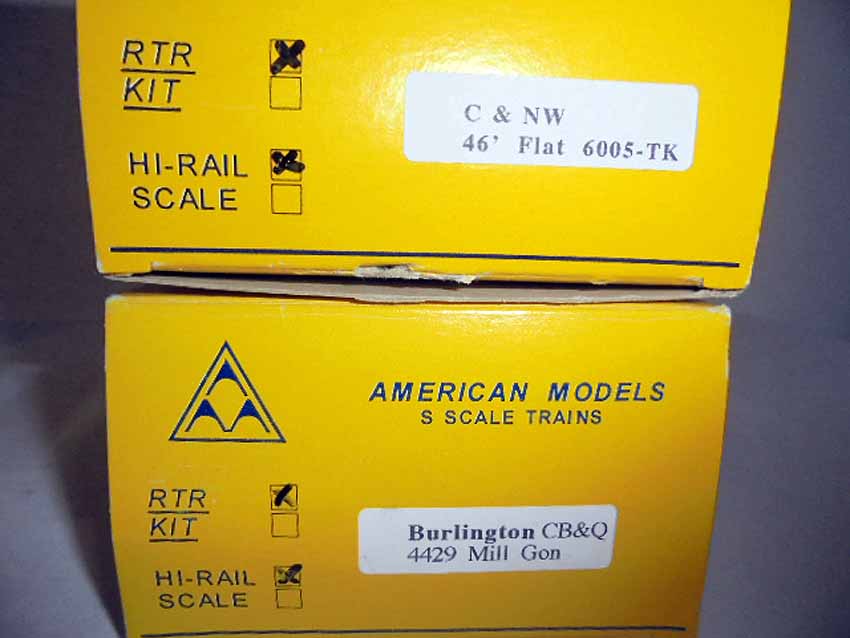 RTR
KIT
C & NW
46' Flat 6005-TK
HI-RAIL
SCALE
AMERICAN MODELS
S SCALE TRAINS
RTR
KIT
Burlington CB&Q
4429 Mill Gon
HI-RAIL
SCALE